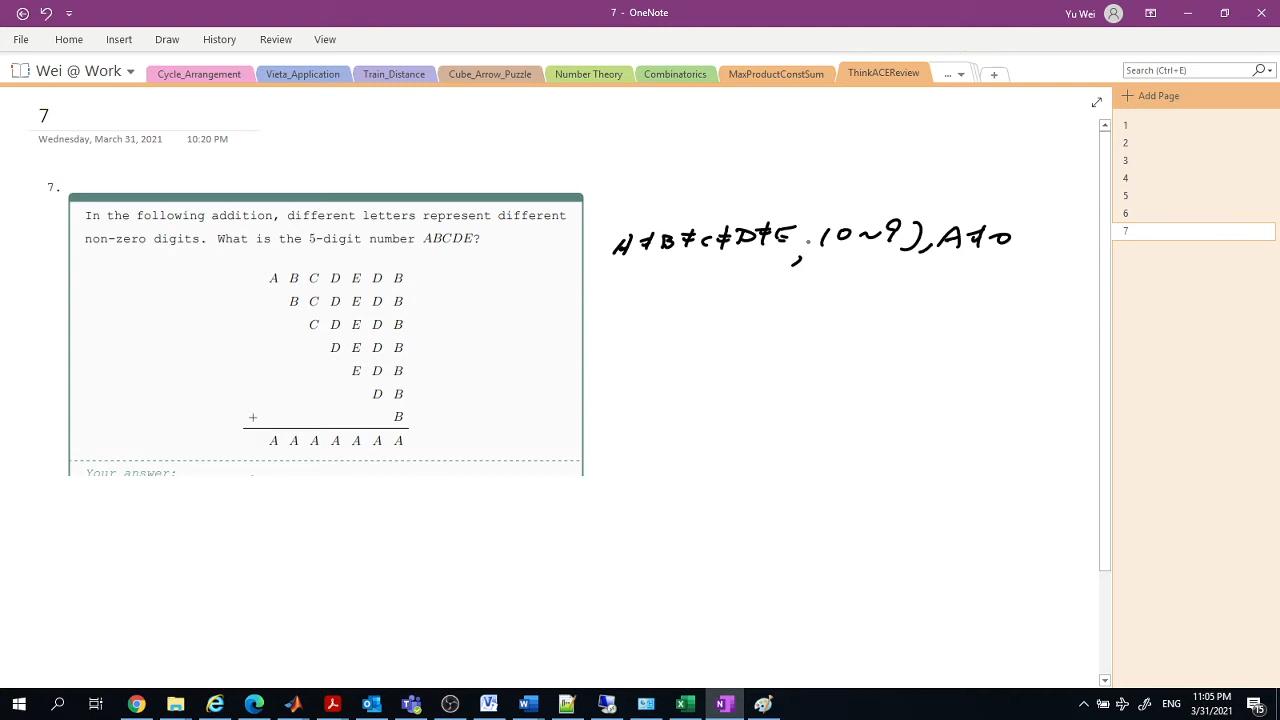 7 - OneNote
Yu Wei
File Home Insert Draw History Review View
Wei @ Work
Cycle_Arrangement Vieta_Application Train_Distance Cube_Arrow_Puzzle Number Theory Combinatorics MaxProductConstSum ThinkACEReview ... +
Search (Ctrl+E)
Add Page
7
Wednesday, March 31, 2021 10:20 PM
1
2
3
4
5
6
7
7.
In the following addition, different letters represent different
non-zero digits. What is the 5-digit number ABCDE?
A B C D E D B
B C D E D B
C D E D B
D E D B
E D B
D B
+ B
A A A A A A A
Your answer:
A≠B≠C≠D≠E, (0~9), A≠0
ENG
11:05 PM
3/31/2021
15